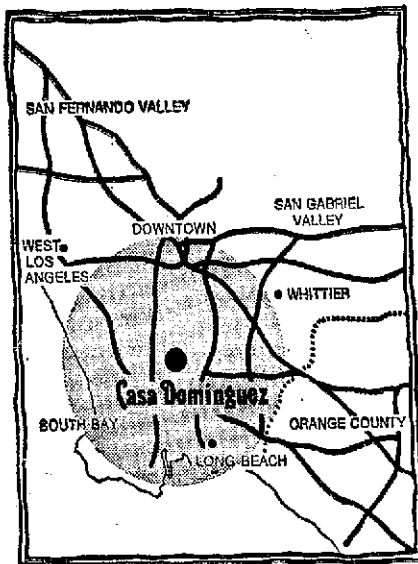 SAN FERNANDO VALLEY
DOWNTOWN
SAN GABRIEL
VALLEY
WEST
LOS
ANGELES
WHITTIER
Casa Dominguez
SOUTH BAY
ORANGE COUNTY
LONG BEACH